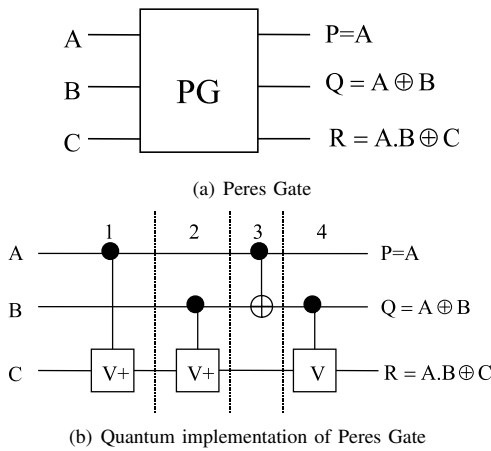 A P=A
B PG Q = A ⊕ B
C R = A.B ⊕ C
(a) Peres Gate
1 2 3 4
A P=A
B Q = A ⊕ B
C V+ V+ V R = A.B ⊕ C
(b) Quantum implementation of Peres Gate